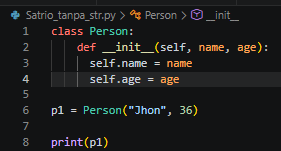 Satrio_tanpa_str.py > Person > __init__
1 class Person:
2 def __init__(self, name, age):
3 self.name = name
4 self.age = age
5
6 p1 = Person("Jhon", 36)
7
8 print(p1)